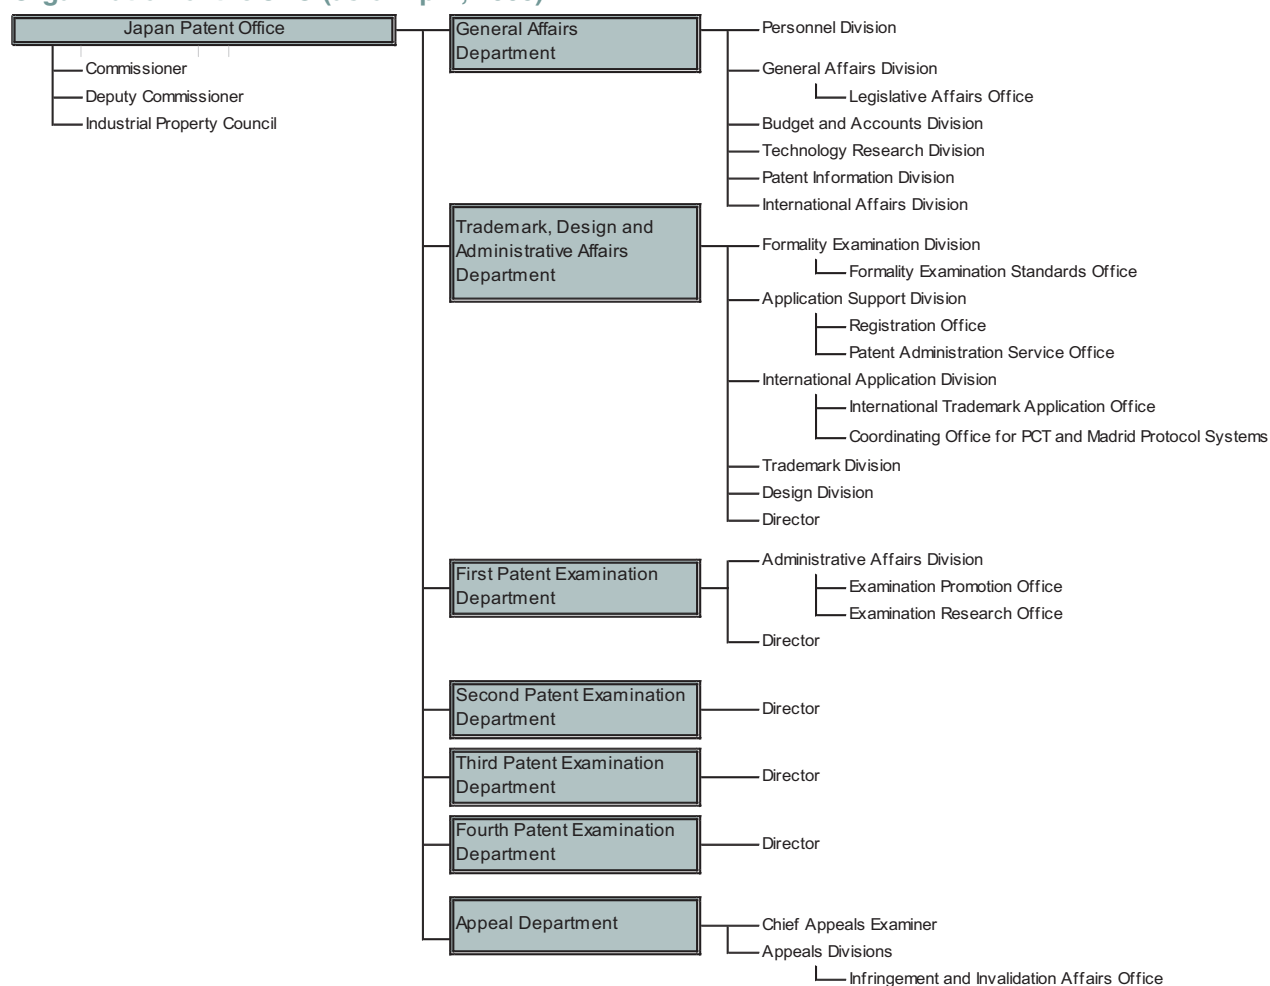 Japan Patent Office
Commissioner
Deputy Commissioner
Industrial Property Council
General Affairs
Department
Personnel Division
General Affairs Division
Legislative Affairs Office
Budget and Accounts Division
Technology Research Division
Patent Information Division
International Affairs Division
Trademark, Design and
Administrative Affairs
Department
Formality Examination Division
Formality Examination Standards Office
Application Support Division
Registration Office
Patent Administration Service Office
International Application Division
International Trademark Application Office
Coordinating Office for PCT and Madrid Protocol Systems
Trademark Division
Design Division
Director
First Patent Examination
Department
Administrative Affairs Division
Examination Promotion Office
Examination Research Office
Director
Second Patent Examination
Department
Director
Third Patent Examination
Department
Director
Fourth Patent Examination
Department
Director
Appeal Department
Chief Appeals Examiner
Appeals Divisions
Infringement and Invalidation Affairs Office